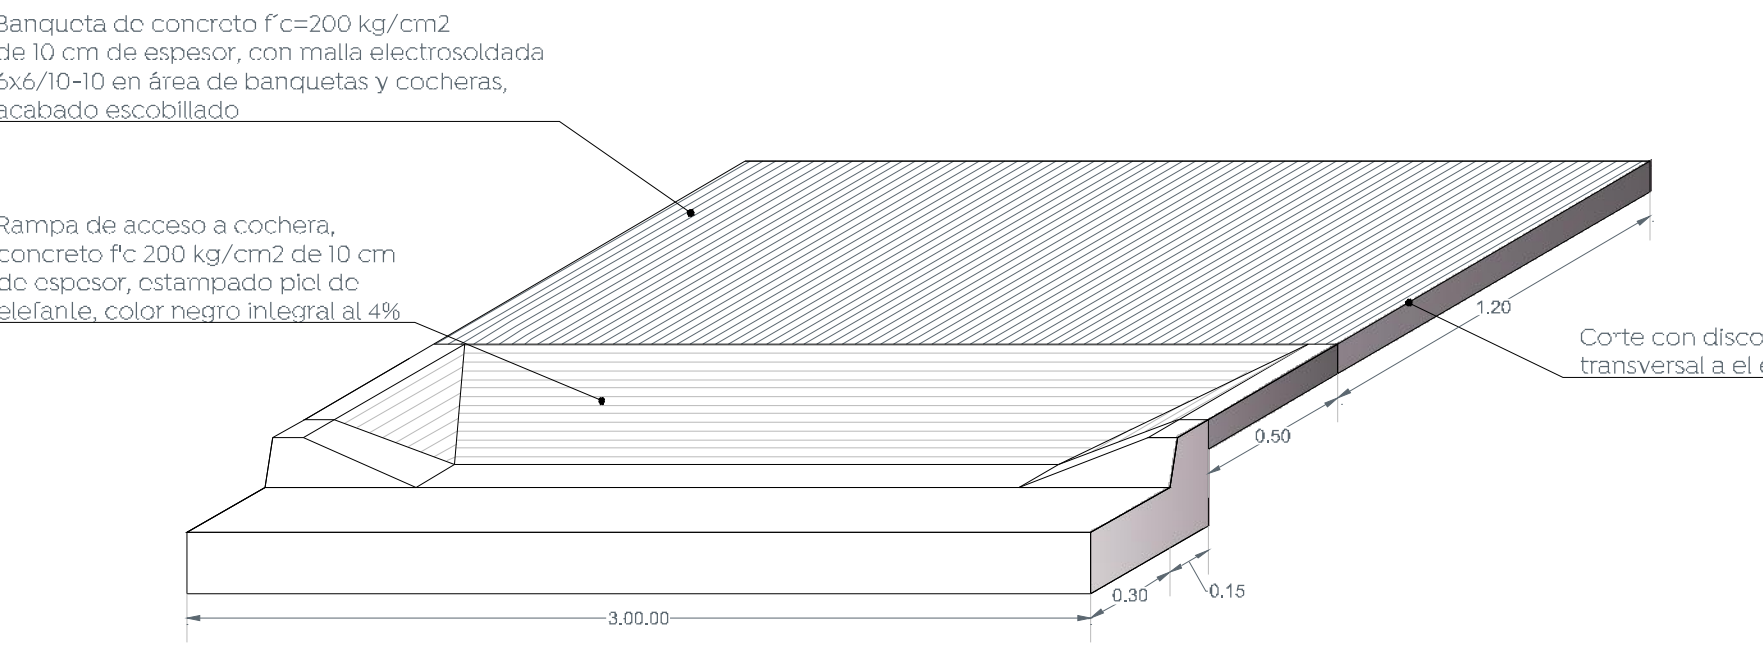 Banqueta de concreto f´c=200 kg/cm2
de 10 cm de espesor, con malla electrosoldada
6x6/10-10 en área de banquetas y cocheras,
acabado escobillado
Rampa de acceso a cochera,
concreto f'c 200 kg/cm2 de 10 cm
de espesor, estampado piel de
elefante, color negro integral al 4%
1.20
Corte con disco
transversal a el
0.50
0.30
0.15
3.00.00